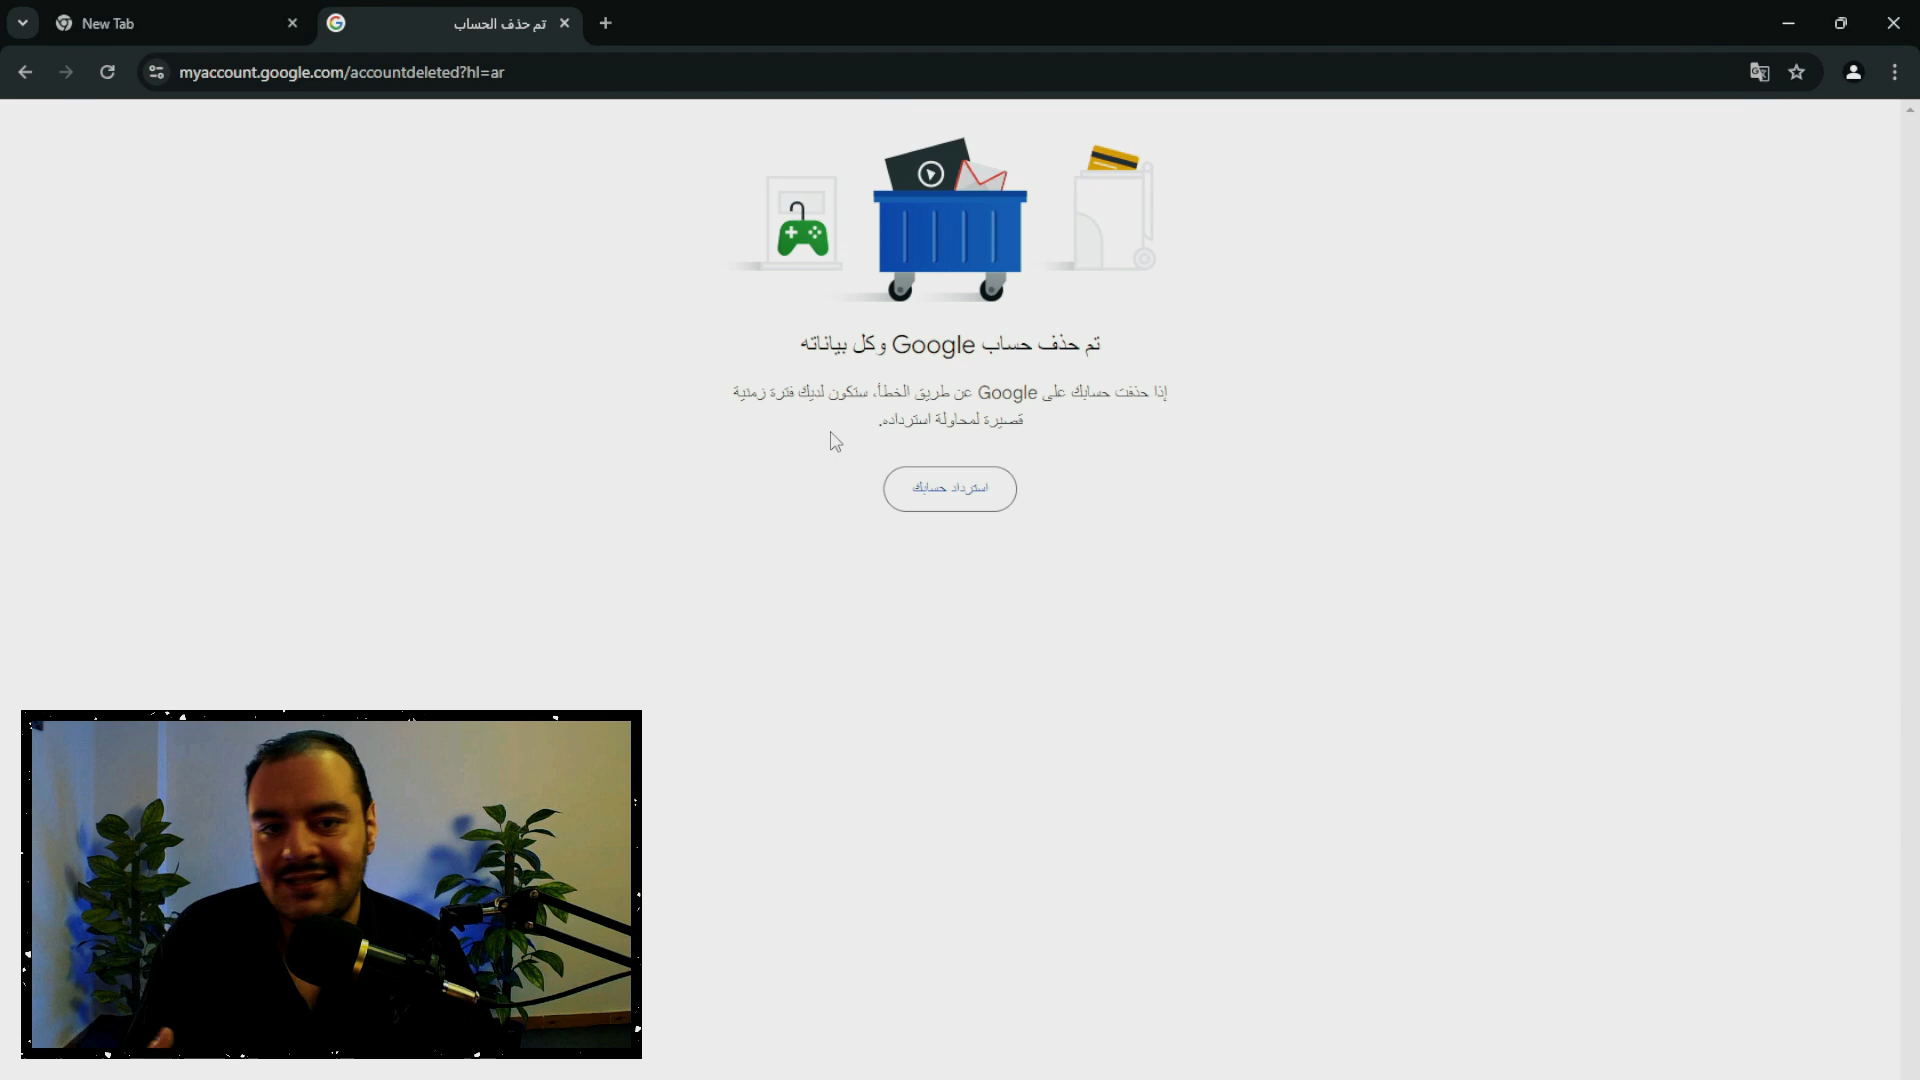 New Tab
تم حذف الحساب
myaccount.google.com/accountdeleted?hl=ar
تم حذف حساب Google وكل بياناته
إذا حذفت حسابك على Google عن طريق الخطأ، ستكون لديك فترة زمنية
قصيرة لمحاولة استرداده.
استرداد حسابك